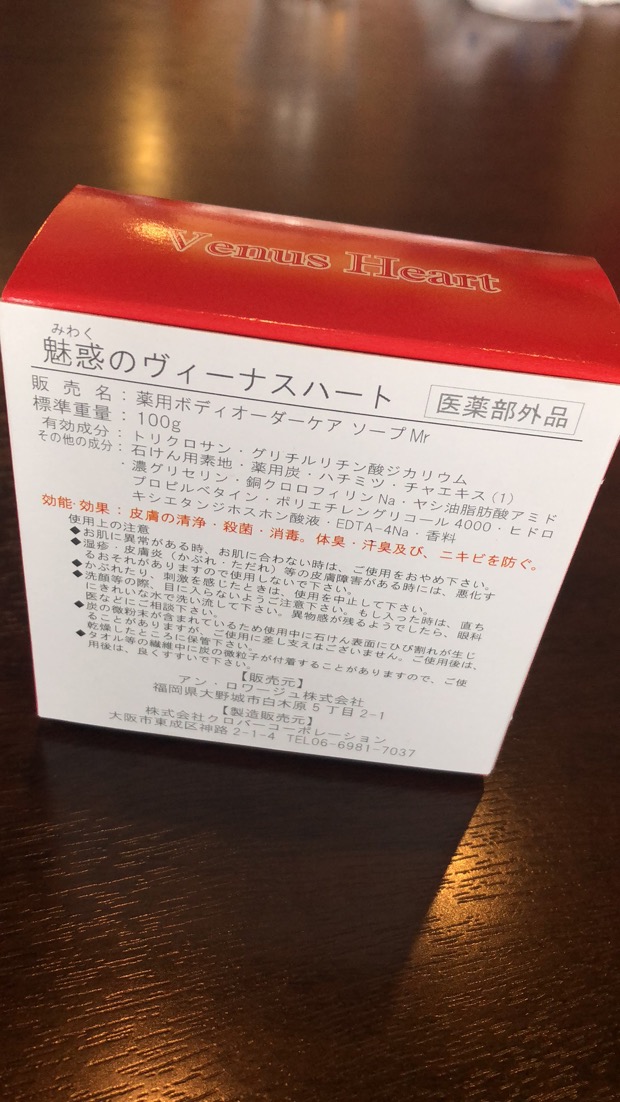 Venus Heart
みわく
魅惑のヴィーナスハート 医薬部外品
販売名：薬用ボディオーダーケア ソープMr
標準重量：100g
有効成分：トリクロサン・グリチルリチン酸ジカリウム
その他の成分：石けん用素地・薬用炭・ハチミツ・チャエキス(1)
・濃グリセリン・銅クロロフィリンNa・ヤシ油脂肪酸アミド
プロピルベタイン・ポリエチレングリコール4000・ヒドロ
キシエタンジホスホン酸液・EDTA-4Na・香料
効能・効果：皮膚の清浄・殺菌・消毒。体臭・汗臭及び、ニキビを防ぐ。
使用上の注意
◆お肌に異常がある時、お肌に合わない時は、ご使用をおやめ下さい。
◆湿疹・皮膚炎（かぶれ・ただれ）等の皮膚障害がある時には、悪化す
るおそれがありますので使用しないで下さい。
◆かぶれたり、刺激を感じたときは、使用を中止して下さい。
◆洗顔等の際、目に入らないようご注意下さい。もし入った時は、直ち
にきれいな水で洗い流して下さい。異物感が残るようでしたら、眼科
医などにご相談下さい。
◆炭の微粉末が含まれているため使用中に石けん表面にひび割れが生じ
ることがありますが、ご使用に差し支えはございません。ご使用後は、
乾燥したところに保管下さい。
◆タオル等の繊維中に炭の微粒子が付着することがありますので、ご使
用後は、良くすすいで下さい。
【販売元】
アン・ロワージュ株式会社
福岡県大野城市白木原5丁目2-1
【製造販売元】
株式会社クロバーコーポレーション
大阪市東成区神路2-1-4 TEL06-6981-7037